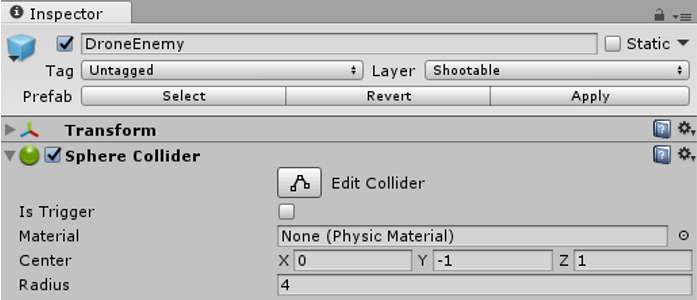 Inspector
DroneEnemy Static
Tag Untagged Layer Shootable
Prefab Select Revert Apply
Transform
Sphere Collider
Edit Collider
Is Trigger
Material None (Physic Material)
Center X 0 Y -1 Z 1
Radius 4